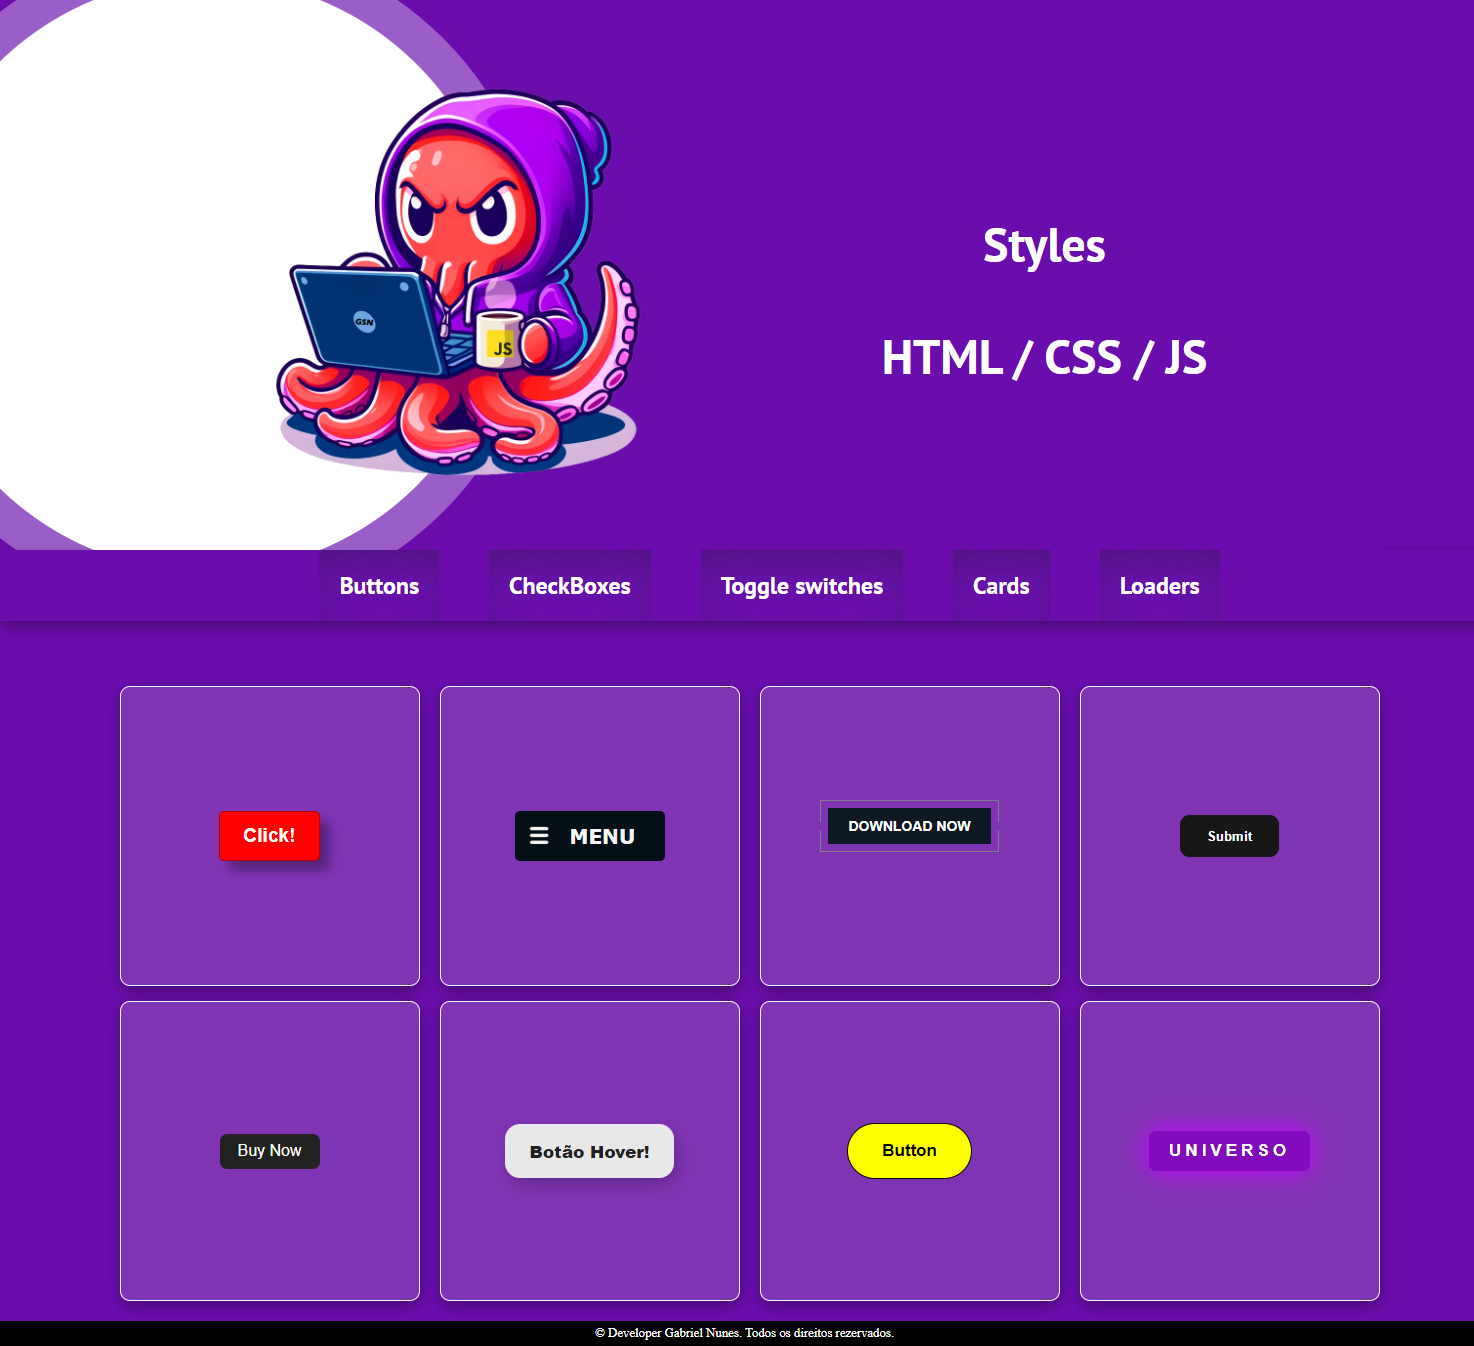 GSN
JS
Styles
HTML / CSS / JS
Buttons
CheckBoxes
Toggle switches
Cards
Loaders
Click!
MENU
DOWNLOAD NOW
Submit
Buy Now
Botão Hover!
Button
UNIVERSO
© Developer Gabriel Nunes. Todos os direitos rezervados.